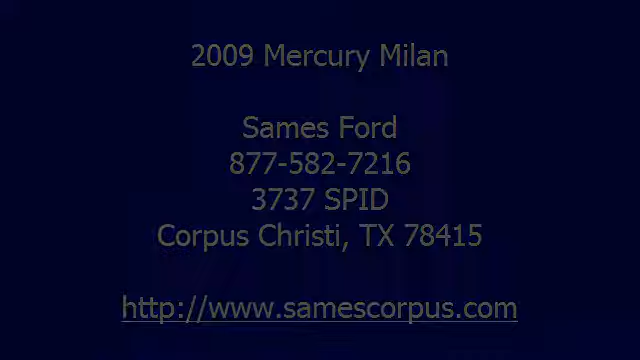 2009 Mercury Milan
Sames Ford
877-582-7216
3737 SPID
Corpus Christi, TX 78415
http://www.samescorpus.com